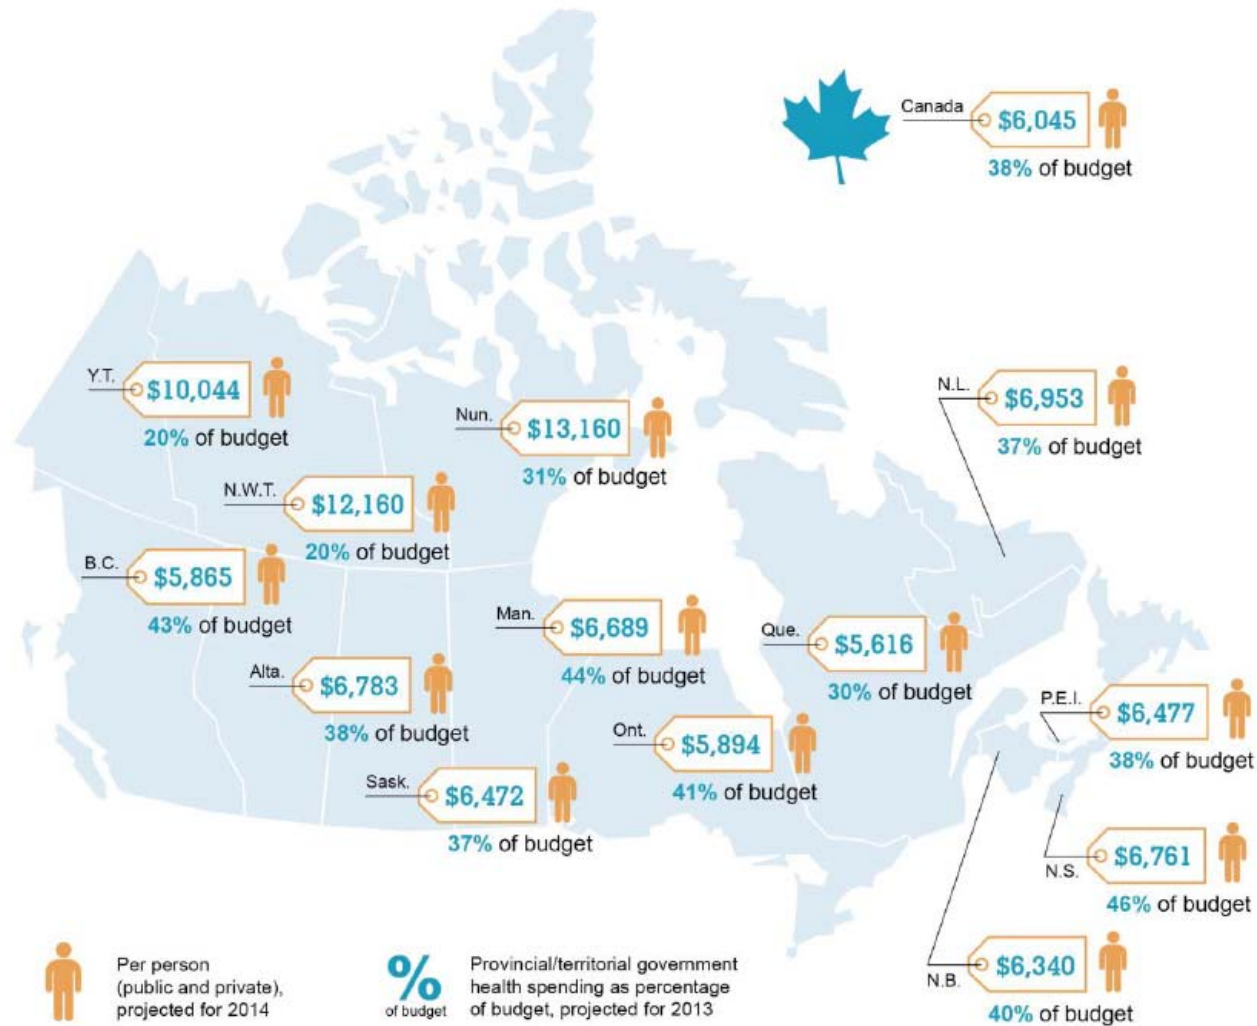 Canada
$6,045
38% of budget
Y.T.
$10,044
20% of budget
Nun.
$13,160
31% of budget
N.L.
$6,953
37% of budget
N.W.T.
$12,160
20% of budget
B.C.
$5,865
43% of budget
Man.
$6,689
44% of budget
Que.
$5,616
30% of budget
Alta.
$6,783
38% of budget
P.E.I.
$6,477
38% of budget
Ont.
$5,894
41% of budget
Sask.
$6,472
37% of budget
N.S.
$6,761
46% of budget
N.B.
$6,340
40% of budget
Per person
(public and private),
projected for 2014
%
of budget
Provincial/territorial government
health spending as percentage
of budget, projected for 2013